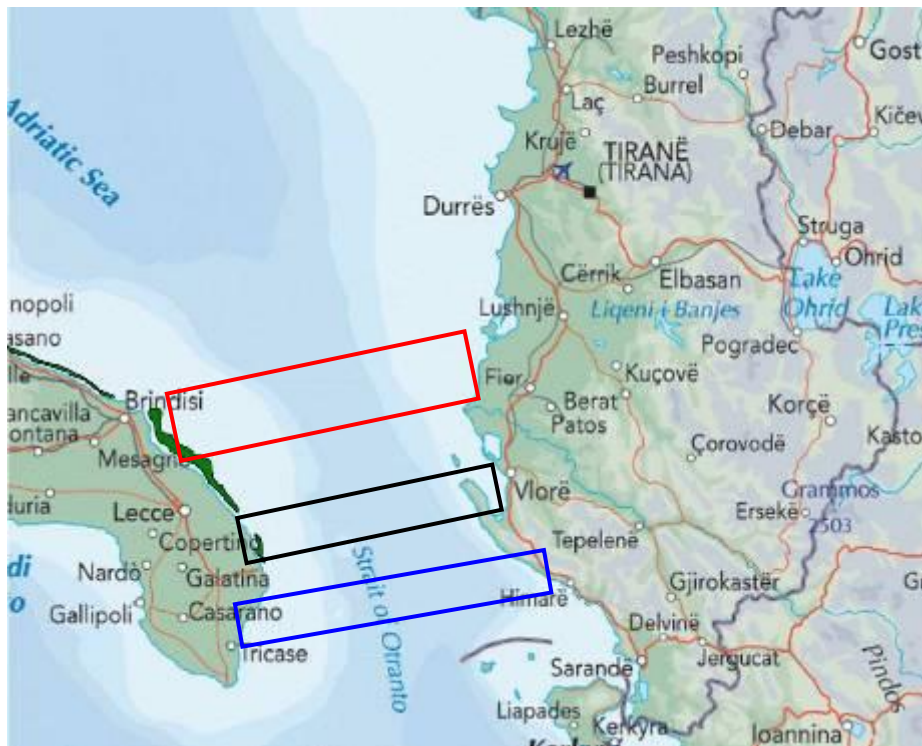 Lezhë
Peshkopi
Gost
Laç
Burrel
Adriatic Sea
Krujë
Debar
Kičev
TIRANË
(TIRANA)
Durrës
Struga
Ohrid
Cërrik
Elbasan
Lake
Ohrid
nopoli
Lushnjë
Liqeni i Banjes
Lak
Pres
asano
Pogradec
Fier
Kuçovë
Brindisi
ancavilla
Berat
Korçë
ontana
Patos
Mesagne
Çorovodë
Kasto
Vlorë
Grammos
duria
Lecce
Ersekë
2503
Copertino
Tepelenë
Strait of Otranto
Nardò
Galatina
Gjirokastër
Himarë
Gallipoli
Casarano
Delvinë
Tricase
Sarandë
Jergucat
Pindos
Liapades
Kerkyra
Ioannina